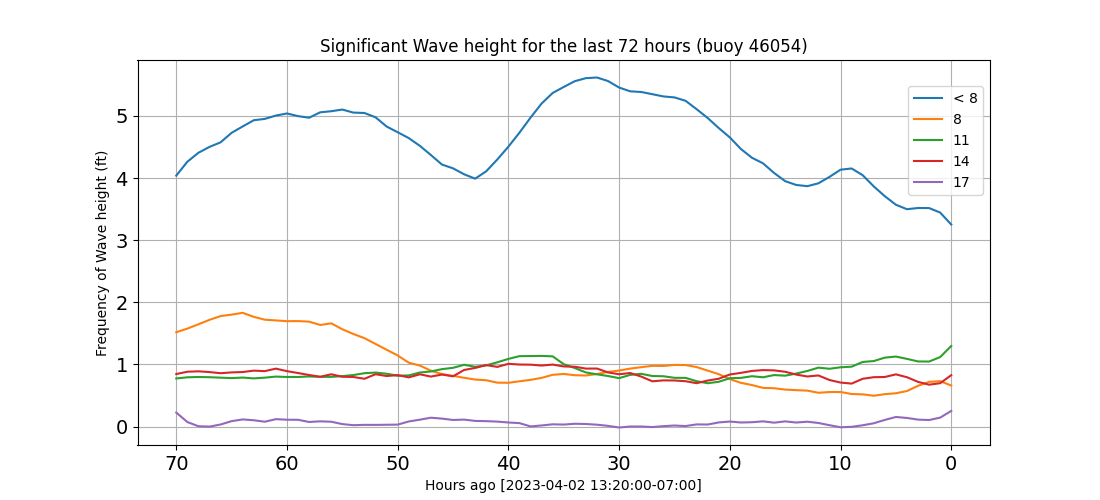 Significant Wave height for the last 72 hours (buoy 46054)
Frequency of Wave height (ft)
5
4
3
2
1
0
< 8
8
11
14
17
70 60 50 40 30 20 10 0
Hours ago [2023-04-02 13:20:00-07:00]